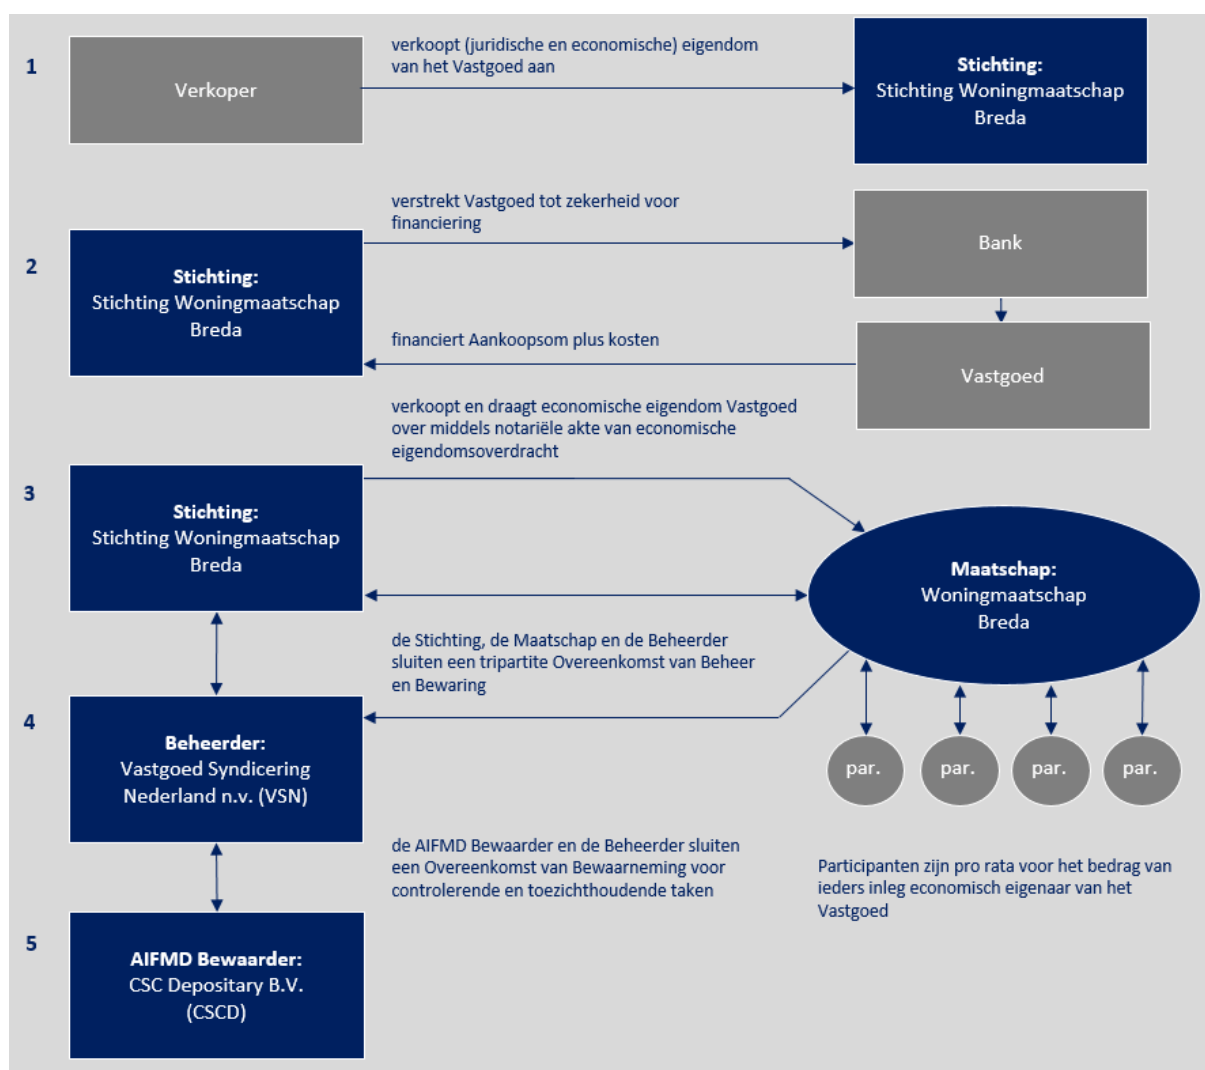 1
Verkoper
verkoopt (juridische en economische) eigendom
van het Vastgoed aan
Stichting:
Stichting Woningmaatschap
Breda
2
Stichting:
Stichting Woningmaatschap
Breda
verstrekt Vastgoed tot zekerheid voor
financiering
Bank
financiert Aankoopsom plus kosten
Vastgoed
verkoopt en draagt economische eigendom Vastgoed
over middels notariële akte van economische
eigendomsoverdracht
3
Stichting:
Stichting Woningmaatschap
Breda
Maatschap:
Woningmaatschap
Breda
de Stichting, de Maatschap en de Beheerder
sluiten een tripartite Overeenkomst van Beheer
en Bewaring
4
Beheerder:
Vastgoed Syndicering
Nederland n.v. (VSN)
par.
par.
par.
par.
de AIFMD Bewaarder en de Beheerder sluiten
een Overeenkomst van Bewaarneming voor
controlerende en toezichthoudende taken
Participanten zijn pro rata voor het bedrag van
ieders inleg economisch eigenaar van het
Vastgoed
5
AIFMD Bewaarder:
CSC Depositary B.V.
(CSCD)